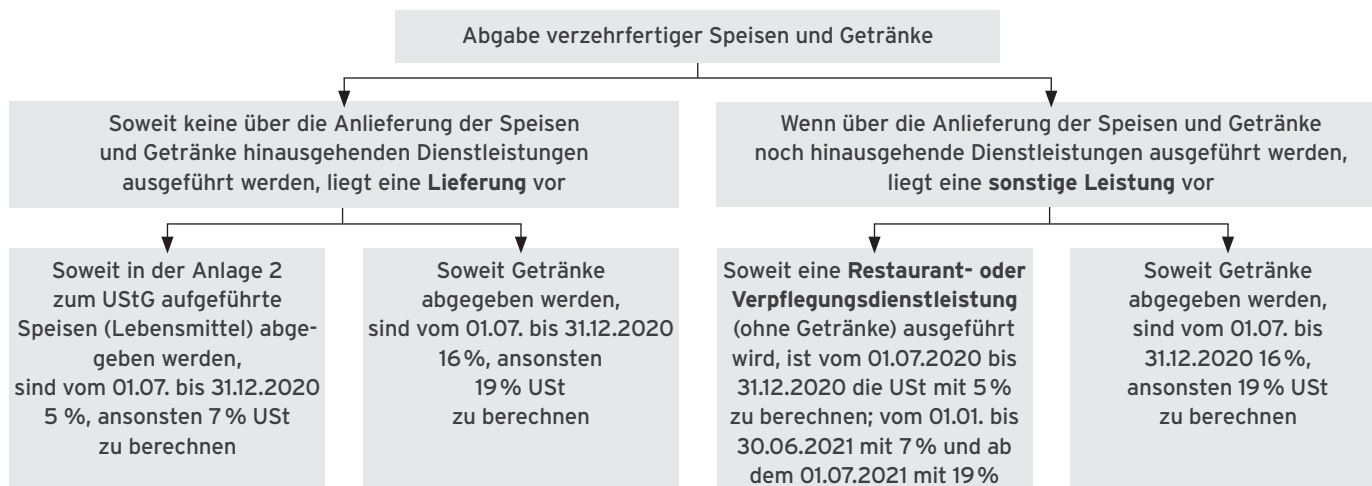 Abgabe verzehrfertiger Speisen und Getränke
Soweit keine über die Anlieferung der Speisen
und Getränke hinausgehenden Dienstleistungen
ausgeführt werden, liegt eine Lieferung vor
Wenn über die Anlieferung der Speisen und Getränke
noch hinausgehende Dienstleistungen ausgeführt werden,
liegt eine sonstige Leistung vor
Soweit in der Anlage 2
zum UStG aufgeführte
Speisen (Lebensmittel) abge-
geben werden,
sind vom 01.07. bis 31.12.2020
5 %, ansonsten 7 % USt
zu berechnen
Soweit Getränke
abgegeben werden,
sind vom 01.07. bis 31.12.2020
16 %, ansonsten
19 % USt
zu berechnen
Soweit eine Restaurant- oder
Verpflegungsdienstleistung
(ohne Getränke) ausgeführt
wird, ist vom 01.07.2020 bis
31.12.2020 die USt mit 5 %
zu berechnen; vom 01.01. bis
30.06.2021 mit 7 % und ab
dem 01.07.2021 mit 19 %
Soweit Getränke
abgegeben werden,
sind vom 01.07. bis
31.12.2020 16 %,
ansonsten 19 % USt
zu berechnen